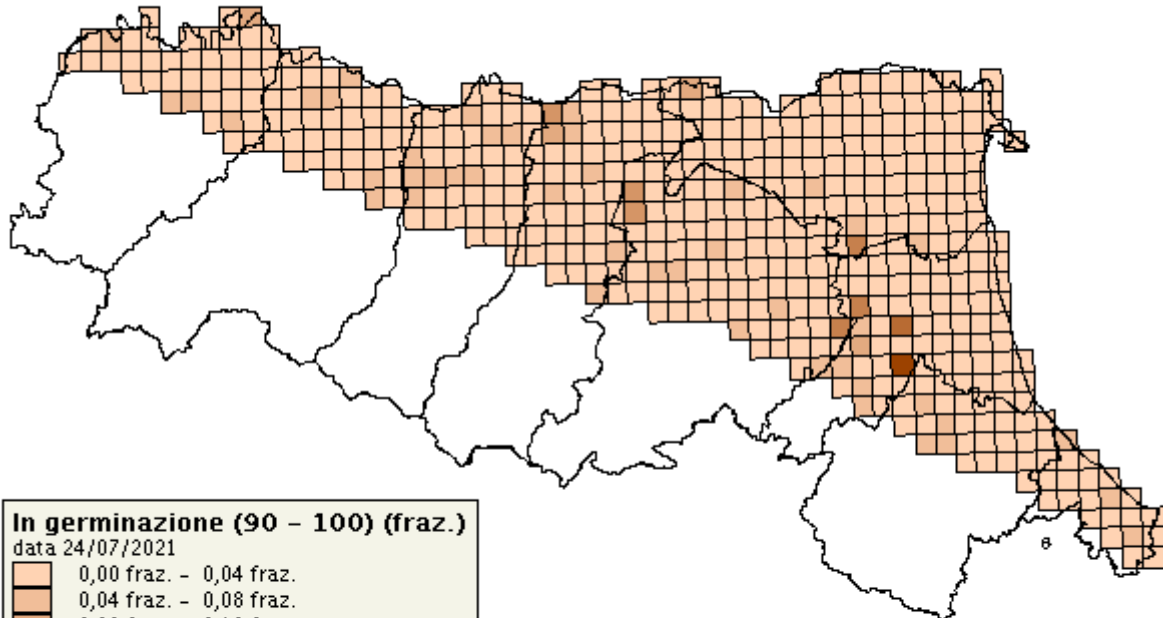 In germinazione (90 – 100) (fraz.)
data 24/07/2021
0,00 fraz. – 0,04 fraz.
0,04 fraz. – 0,08 fraz.